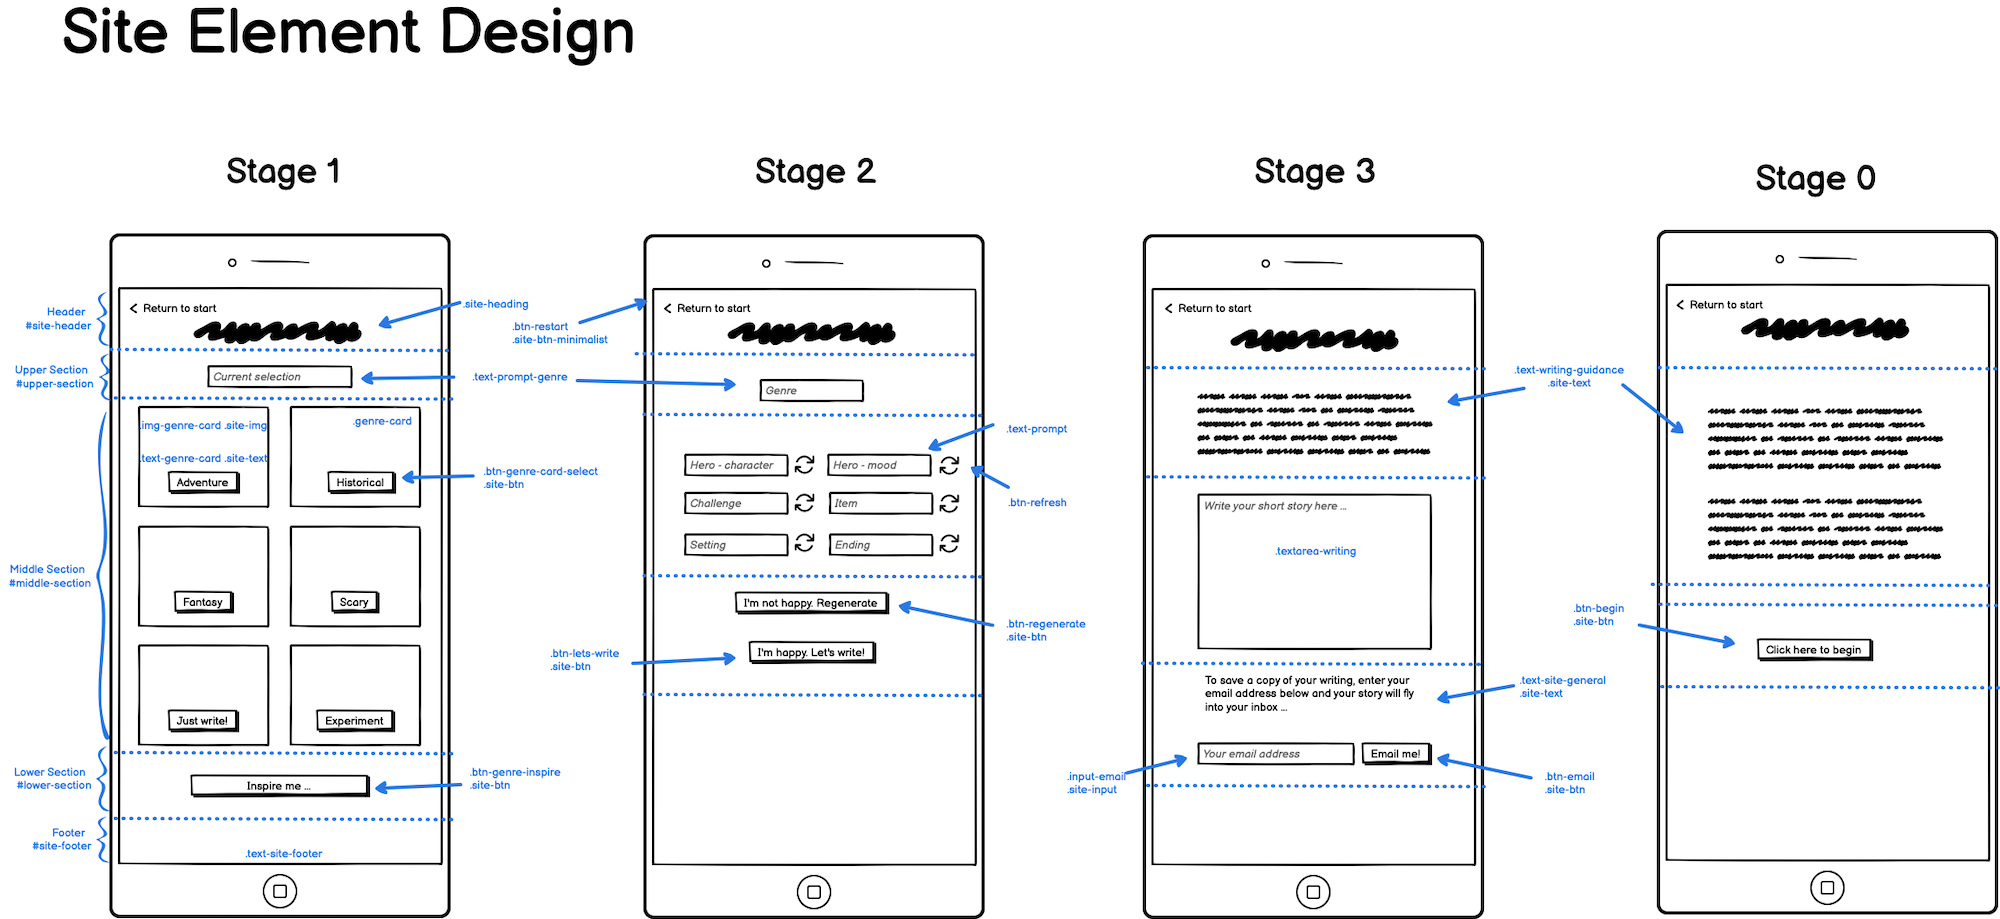 Site Element Design
Stage 1
Header
#site-header
Return to start
.site-heading
Upper Section
#upper-section
Current selection
.text-prompt-genre
Middle Section
#middle-section
.img-genre-card .site-img
.text-genre-card .site-text
Adventure
.genre-card
Historical
.btn-genre-card-select
.site-btn
Fantasy
Scary
Just write!
Experiment
Lower Section
#lower-section
Inspire me ...
.btn-genre-inspire
.site-btn
Footer
#site-footer
.text-site-footer
Stage 2
Return to start
.btn-restart
.site-btn-minimalist
Genre
.text-prompt
Hero - character
Hero - mood
.btn-refresh
Challenge
Item
Setting
Ending
I'm not happy. Regenerate
.btn-regenerate
.site-btn
I'm happy. Let's write!
.btn-lets-write
.site-btn
Stage 3
Return to start
.text-writing-guidance
.site-text
Write your short story here ...
.textarea-writing
To save a copy of your writing, enter your
email address below and your story will fly
into your inbox ...
.text-site-general
.site-text
Your email address
Email me!
.input-email
.site-input
.btn-email
.site-btn
Stage 0
Return to start
.btn-begin
.site-btn
Click here to begin